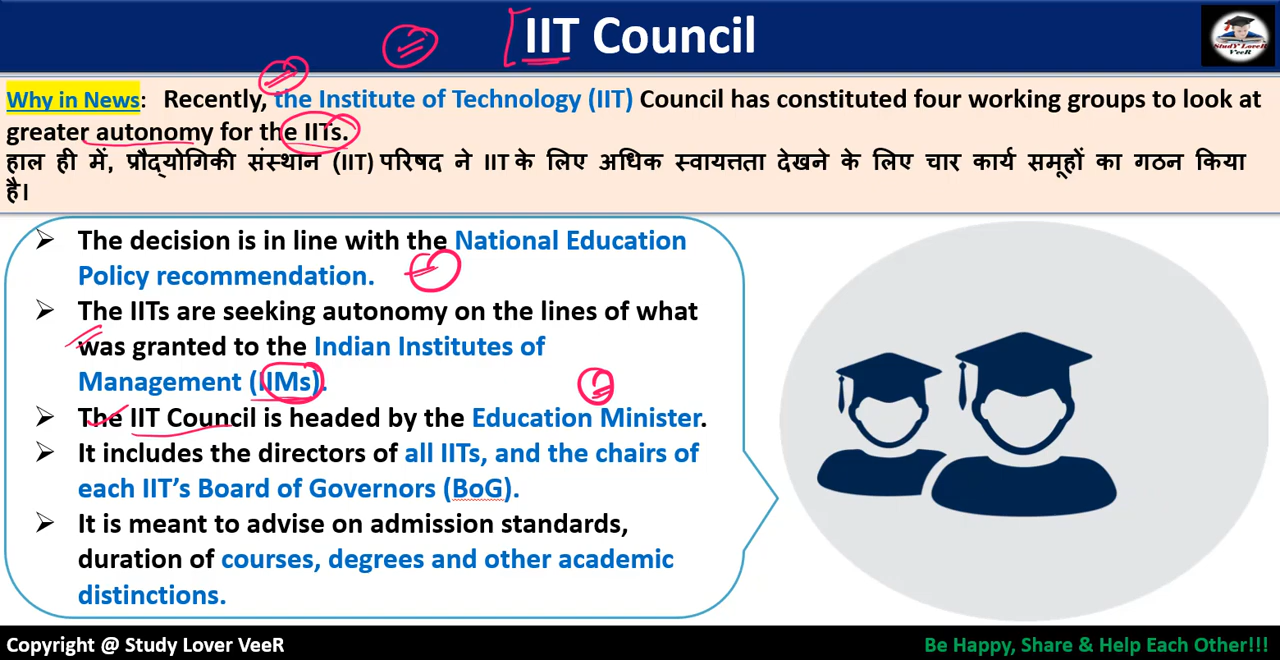 IIT Council
StudY LoveR
VeeR
Why in News: Recently, the Institute of Technology (IIT) Council has constituted four working groups to look at
greater autonomy for the IITs.
हाल ही में, प्रौद्योगिकी संस्थान (IIT) परिषद ने IIT के लिए अधिक स्वायत्तता देखने के लिए चार कार्य समूहों का गठन किया
है।
➢ The decision is in line with the National Education
Policy recommendation.
➢ The IITs are seeking autonomy on the lines of what
was granted to the Indian Institutes of
Management (IIMs).
➢ The IIT Council is headed by the Education Minister.
➢ It includes the directors of all IITs, and the chairs of
each IIT’s Board of Governors (BoG).
➢ It is meant to advise on admission standards,
duration of courses, degrees and other academic
distinctions.
Copyright @ Study Lover VeeR
Be Happy, Share & Help Each Other!!!